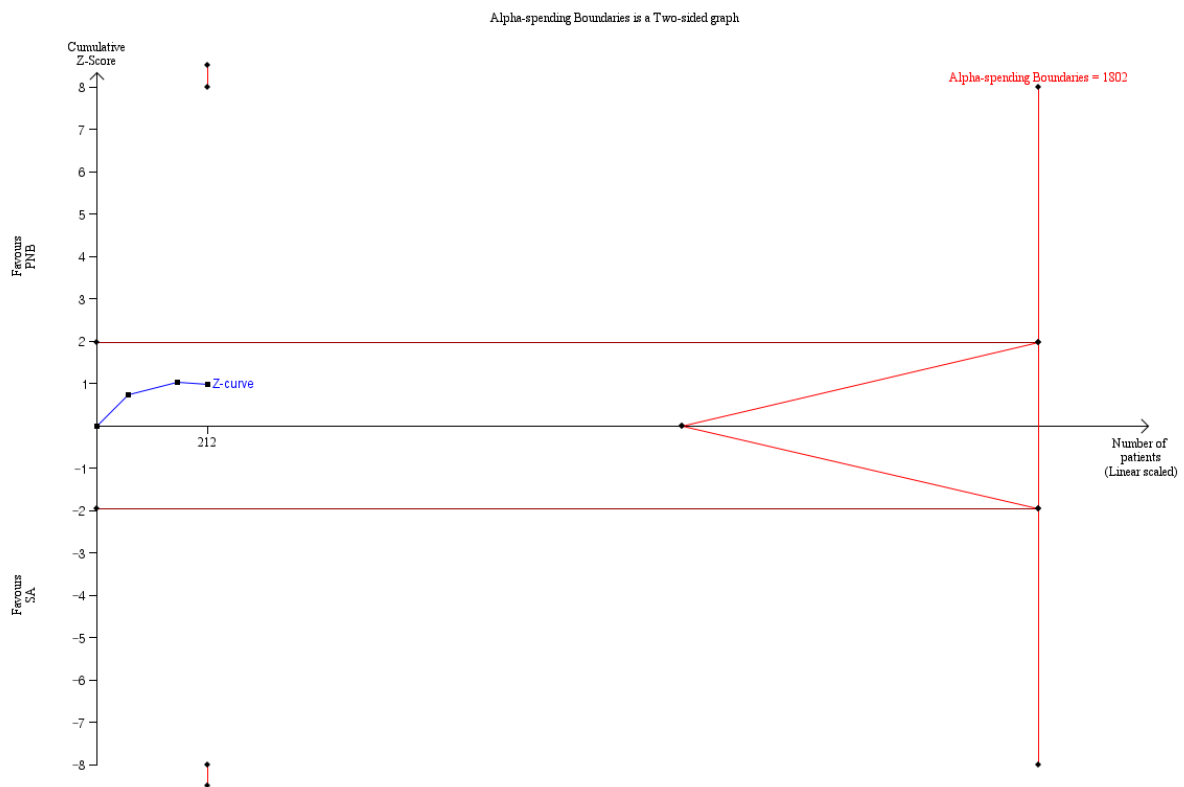 Alpha-spending Boundaries is a Two-sided graph
Cumulative
Z-Score
Alpha-spending Boundaries = 1802
8
7
6
5
4
3
2
1
−1
−2
−3
−4
−5
−6
−7
−8
Favours
PNB
Favours
SA
Z-curve
212
Number of
patients
(Linear scaled)